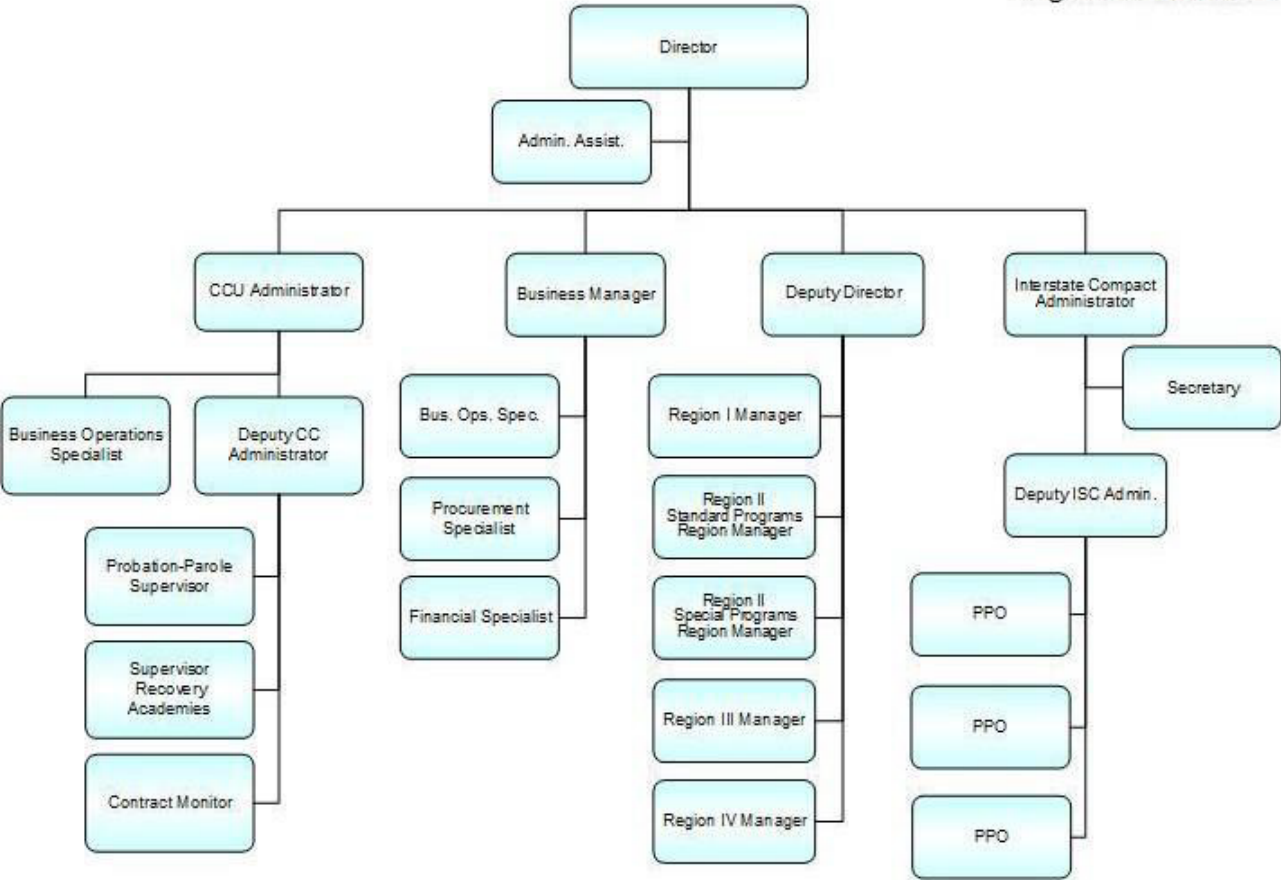 Director
Admin. Assist.
CCU Administrator
Business Manager
Deputy Director
Interstate Compact
Administrator
Secretary
Business Operations
Specialist
Deputy CC
Administrator
Bus. Ops. Spec.
Region I Manager
Deputy ISC Admin.
Procurement
Specialist
Region II
Standard Programs
Region Manager
Probation-Parole
Supervisor
Financial Specialist
Region II
Special Programs
Region Manager
PPO
Supervisor
Recovery
Academies
Region III Manager
PPO
Contract Monitor
Region IV Manager
PPO